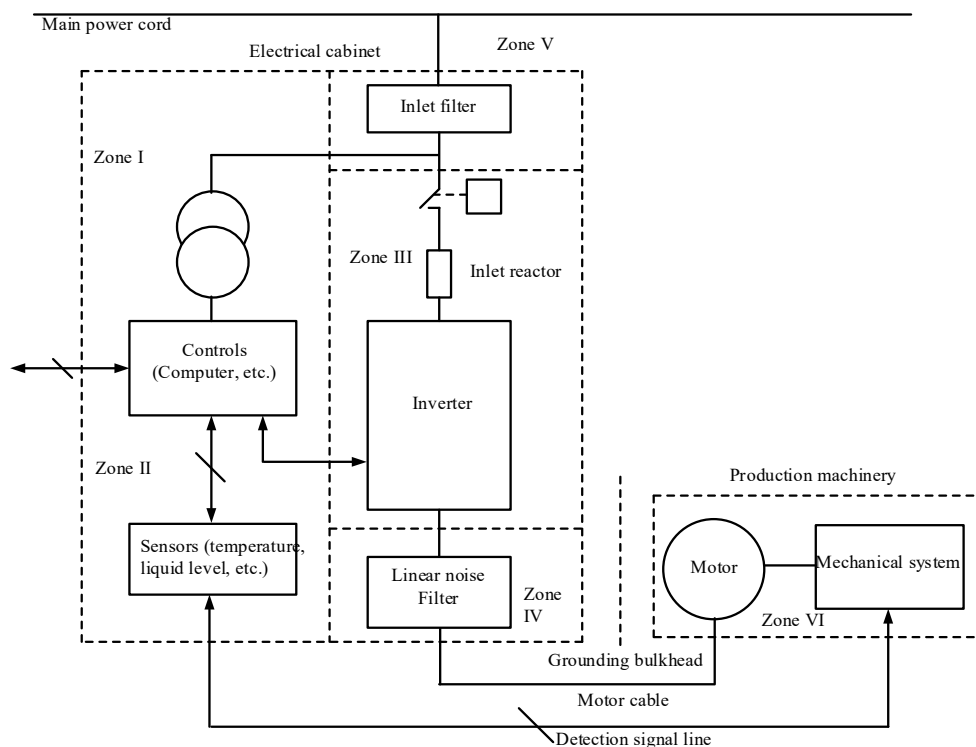 Main power cord
Electrical cabinet
Zone V
Inlet filter
Zone I
Zone III
Inlet reactor
Controls
(Computer, etc.)
Inverter
Zone II
Production machinery
Sensors (temperature,
liquid level, etc.)
Linear noise
Filter
Zone
IV
Motor
Mechanical system
Zone VI
Grounding bulkhead
Motor cable
Detection signal line